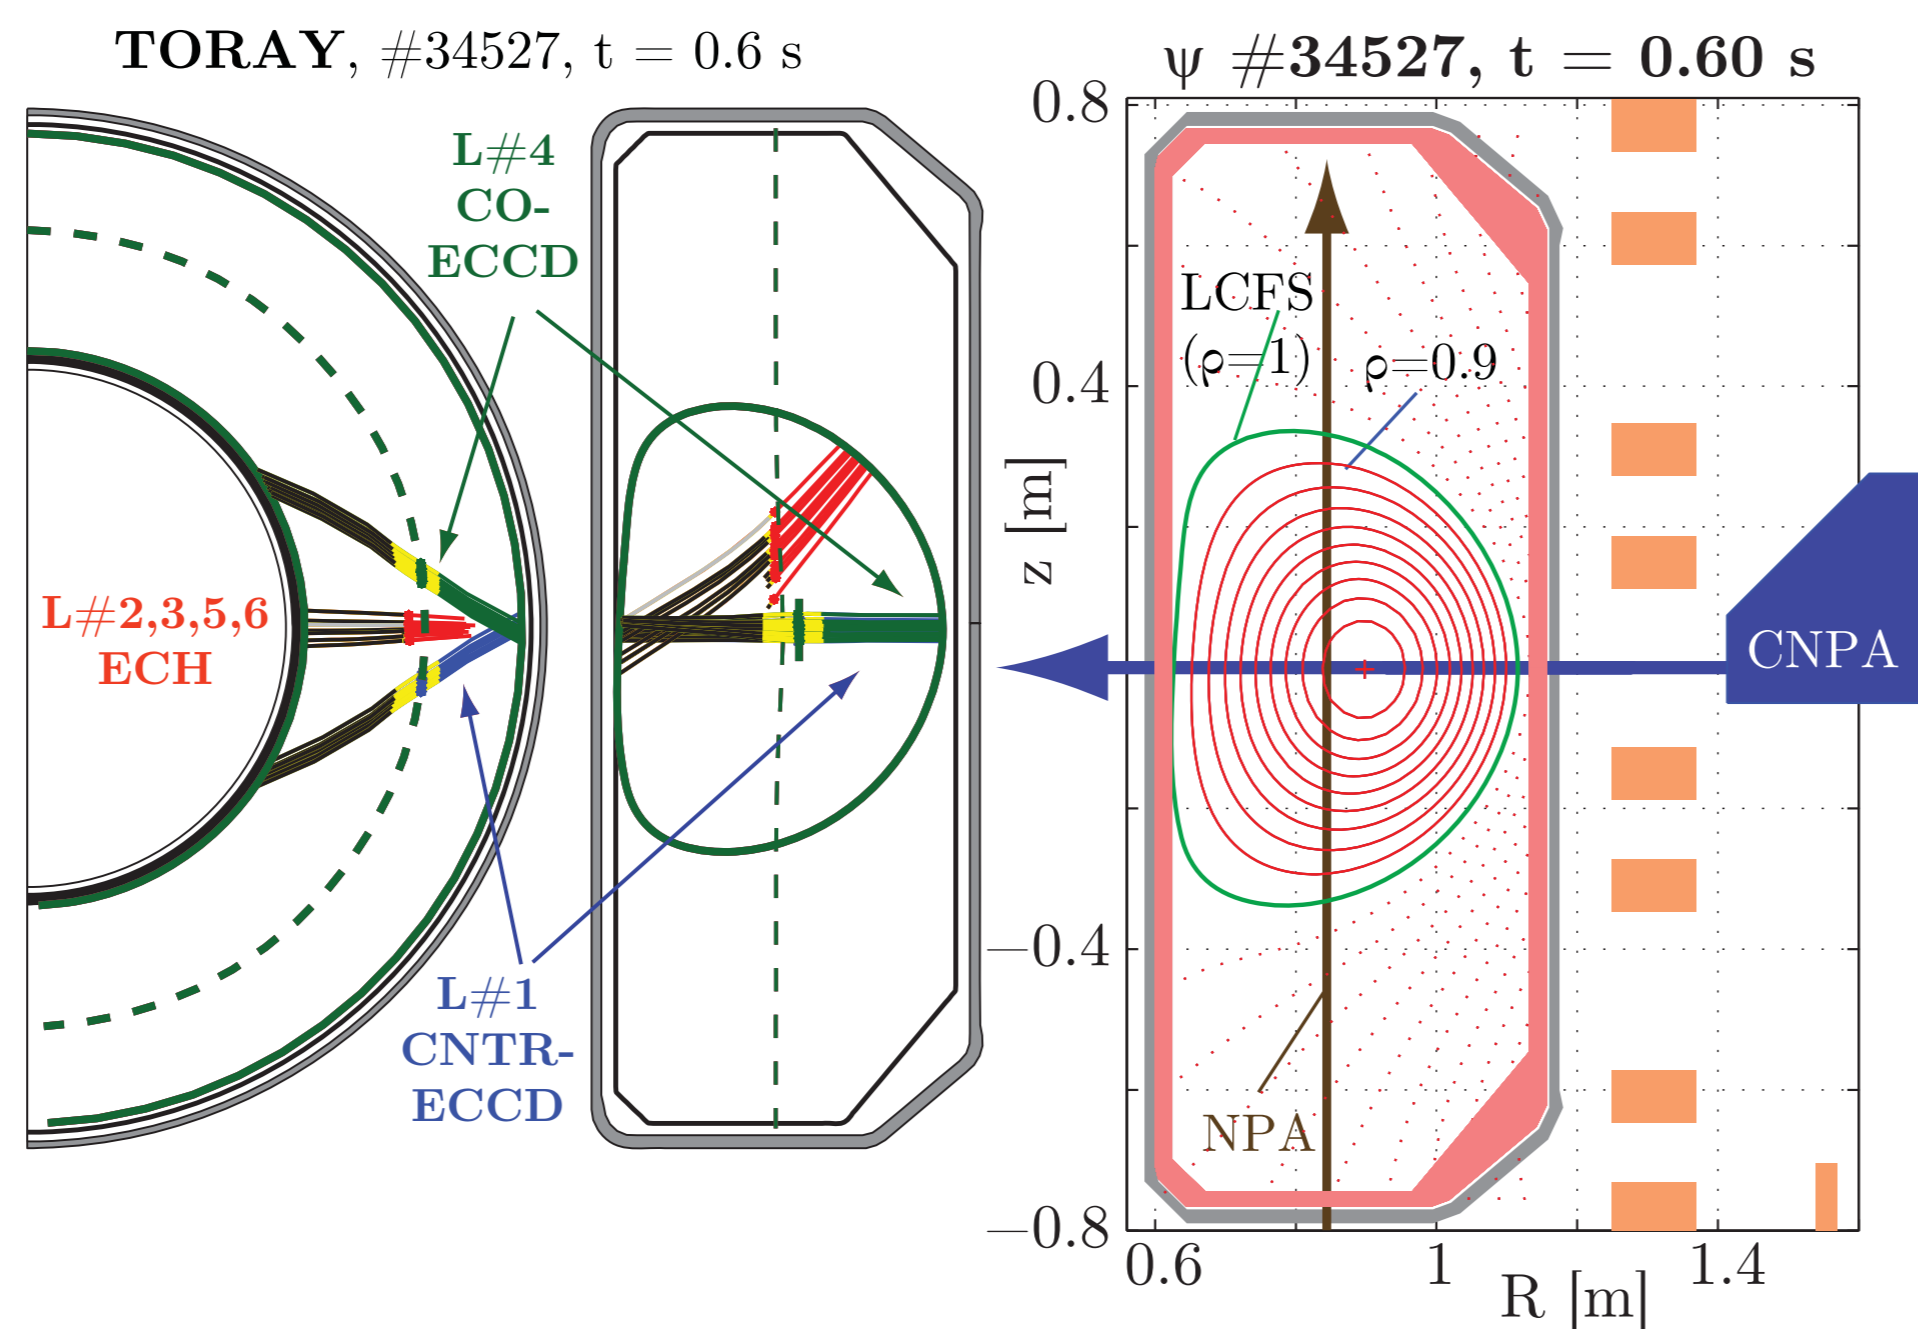 TORAY, #34527, t = 0.6 s
L#4
CO-
ECCD
L#2,3,5,6
ECH
L#1
CNTR-
ECCD
ψ #34527, t = 0.60 s
0.8
0.4
−0.4
−0.8
z [m]
LCFS
(ρ=1)
ρ=0.9
CNPA
NPA
0.6
1
1.4
R [m]